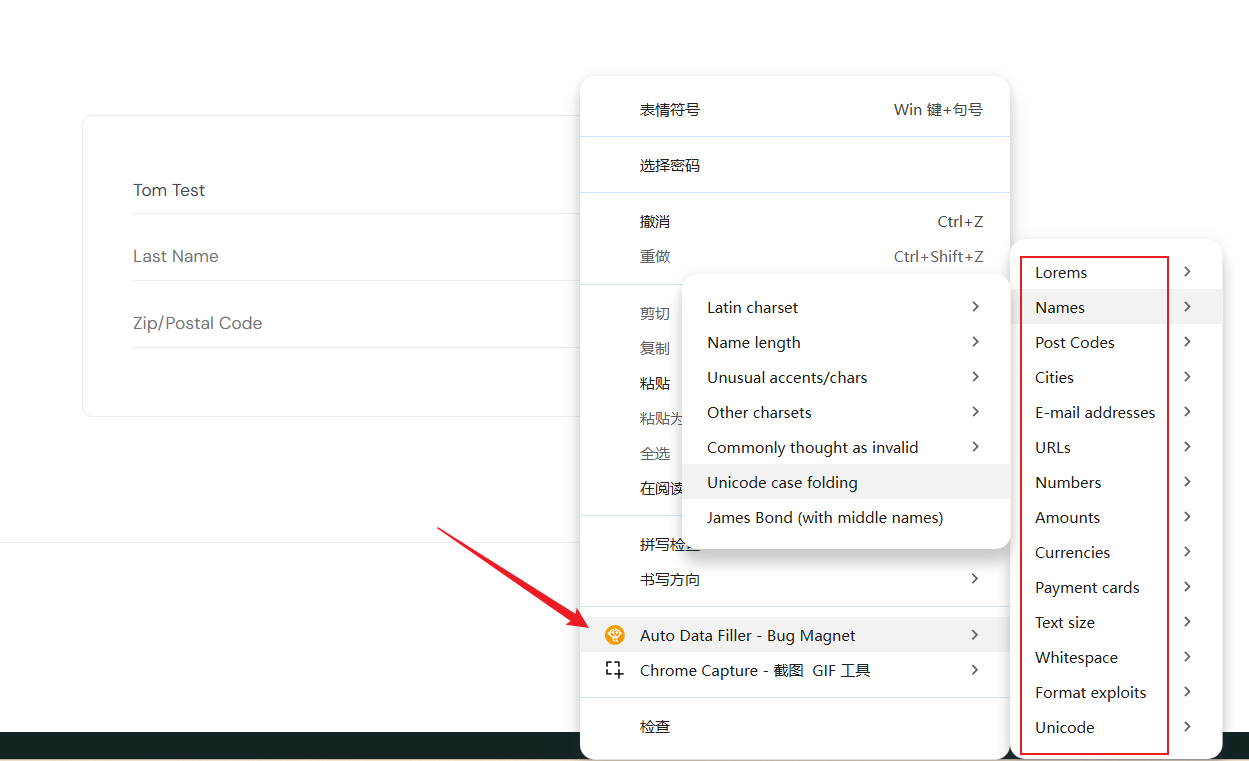 Tom Test
Last Name
Zip/Postal Code
表情符号 Win 键+句号
选择密码
撤消 Ctrl+Z
重做 Ctrl+Shift+Z
剪切
复制
粘贴
粘贴为
全选
在阅读
拼写检查
书写方向
Auto Data Filler - Bug Magnet
Chrome Capture - 截图 GIF 工具
检查
Latin charset
Name length
Unusual accents/chars
Other charsets
Commonly thought as invalid
Unicode case folding
James Bond (with middle names)
Lorems
Names
Post Codes
Cities
E-mail addresses
URLs
Numbers
Amounts
Currencies
Payment cards
Text size
Whitespace
Format exploits
Unicode